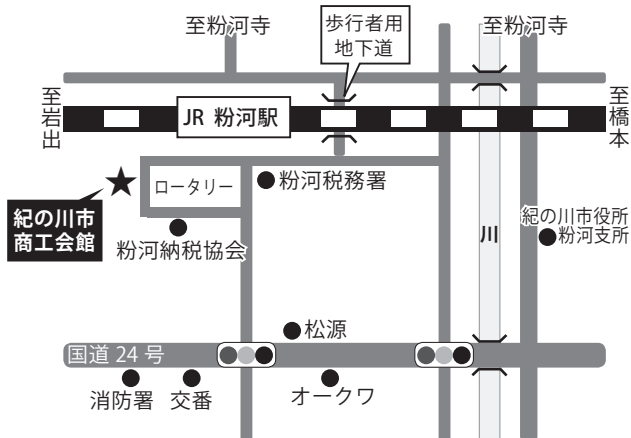 至粉河寺
歩行者用
地下道
至粉河寺
至岩出
JR 粉河駅
至橋本
ロータリー
粉河税務署
紀の川市
商工会館
粉河納税協会
川
紀の川市役所
粉河支所
松源
国道 24 号
消防署
交番
オークワ